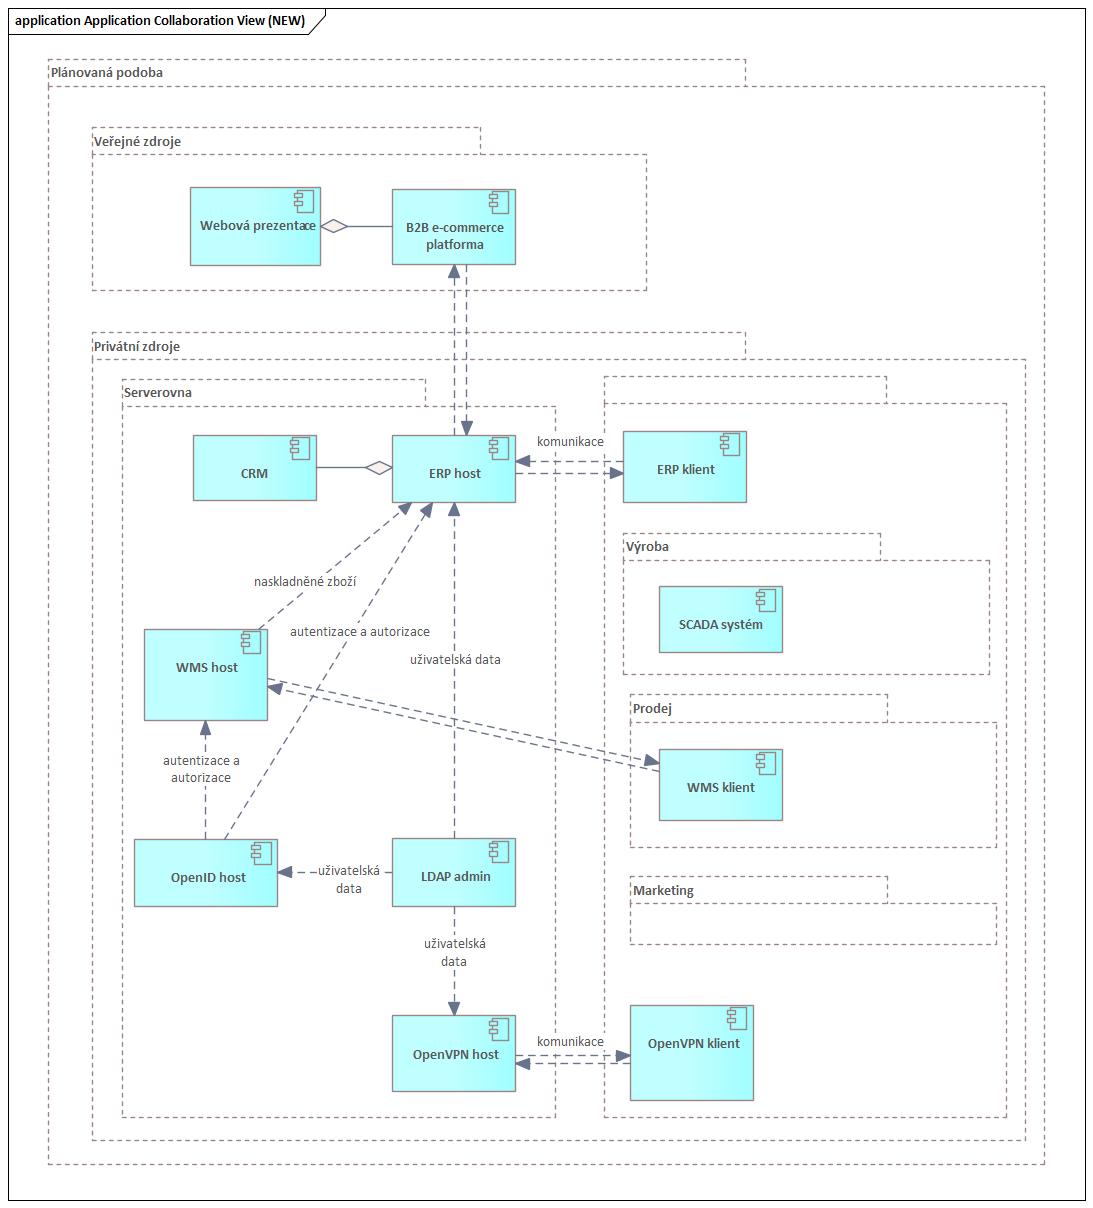 application Application Collaboration View (NEW)
Plánovaná podoba
Veřejné zdroje
Webová prezentace
B2B e-commerce
platforma
Privátní zdroje
Serverovna
CRM
ERP host
komunikace
ERP klient
Výroba
SCADA systém
naskladněné zboží
autentizace a autorizace
uživatelská data
WMS host
Prodej
WMS klient
autentizace a
autorizace
OpenID host
uživatelská
data
LDAP admin
Marketing
uživatelská
data
OpenVPN host
komunikace
OpenVPN klient